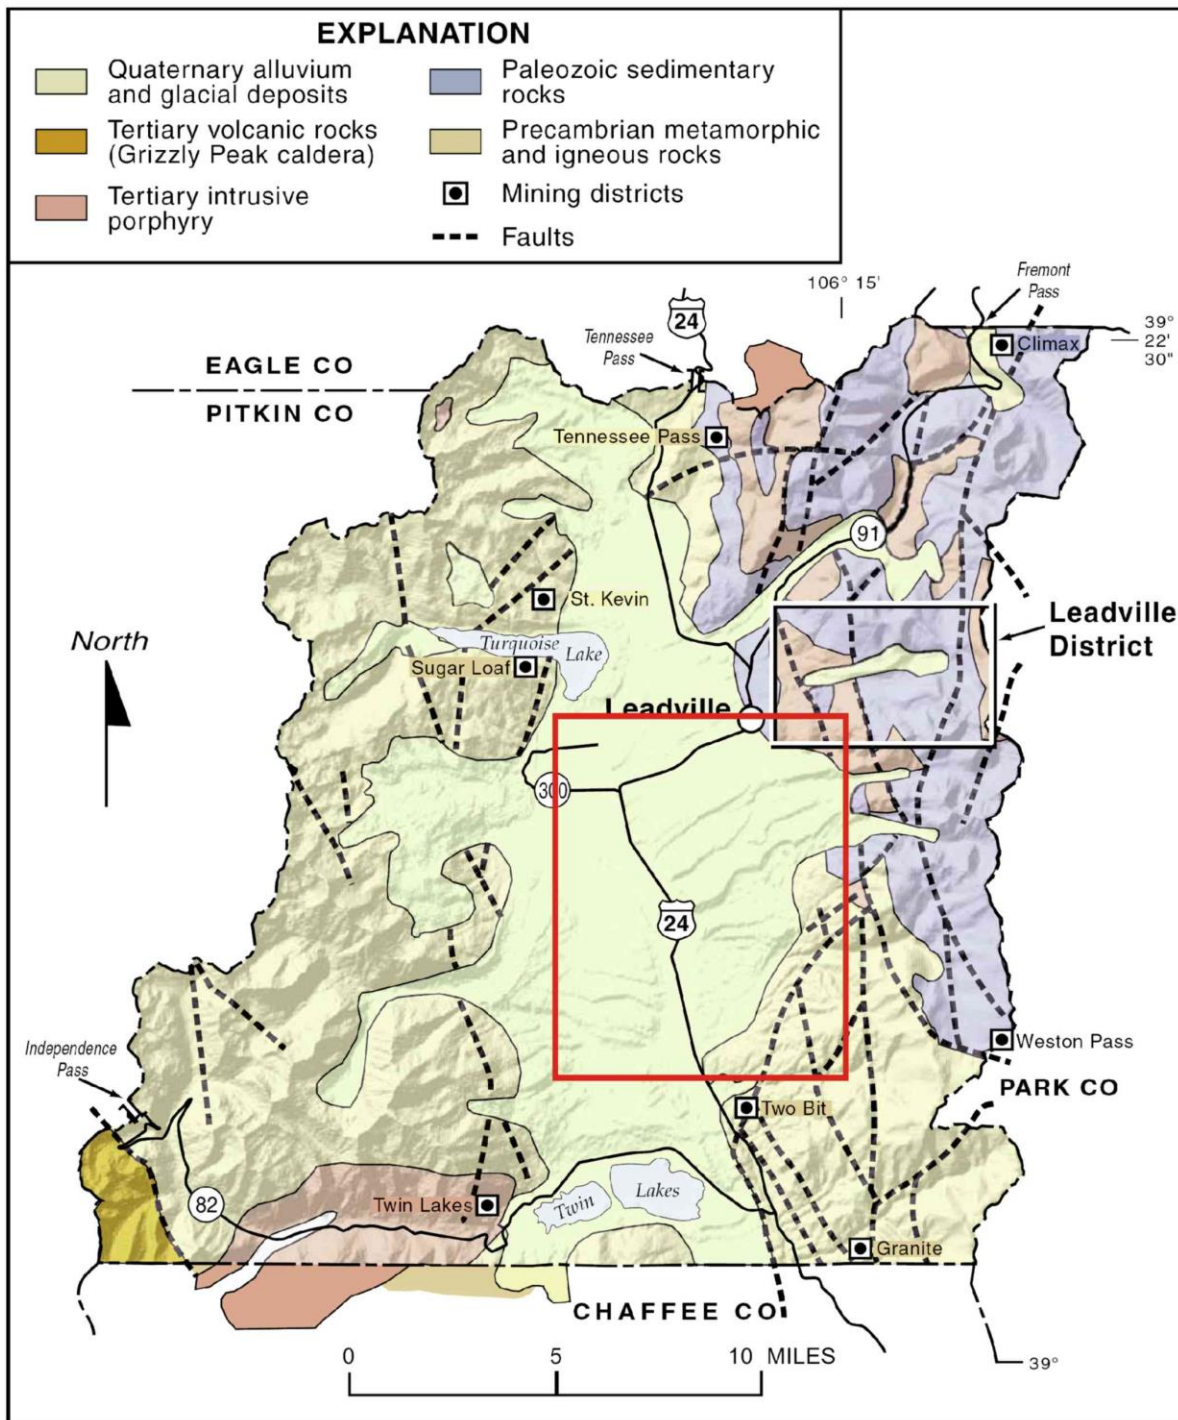 EXPLANATION
Quaternary alluvium
and glacial deposits
Tertiary volcanic rocks
(Grizzly Peak caldera)
Tertiary intrusive
porphyry
Paleozoic sedimentary
rocks
Precambrian metamorphic
and igneous rocks
Mining districts
Faults
106° 15'
Fremont
Pass
39°
22'
30"
24
Tennessee
Pass
Climax
EAGLE CO
PITKIN CO
Tennessee Pass
91
St. Kevin
Leadville
District
North
Turquoise
Lake
Sugar Loaf
Leadville
300
24
Independence
Pass
Weston Pass
PARK CO
Two Bit
82
Twin Lakes
Twin
Lakes
Granite
CHAFFEE CO
0
5
10 MILES
39°